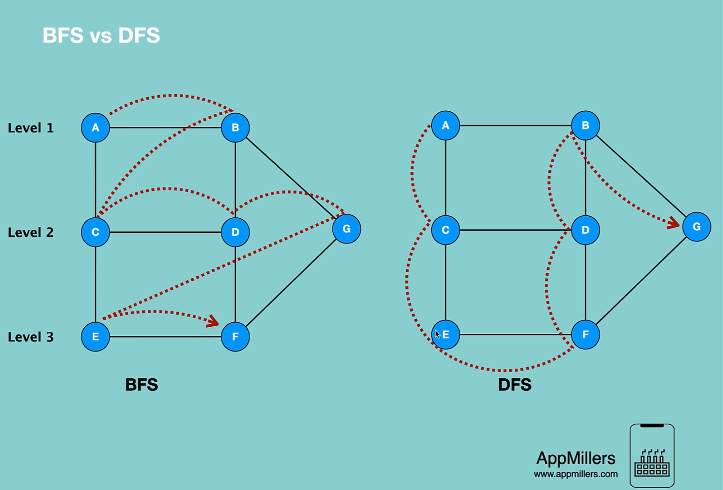 BFS vs DFS
Level 1
A
B
Level 2
C
D
G
Level 3
E
F
BFS
A
B
C
D
G
E
F
DFS
AppMillers
www.appmillers.com